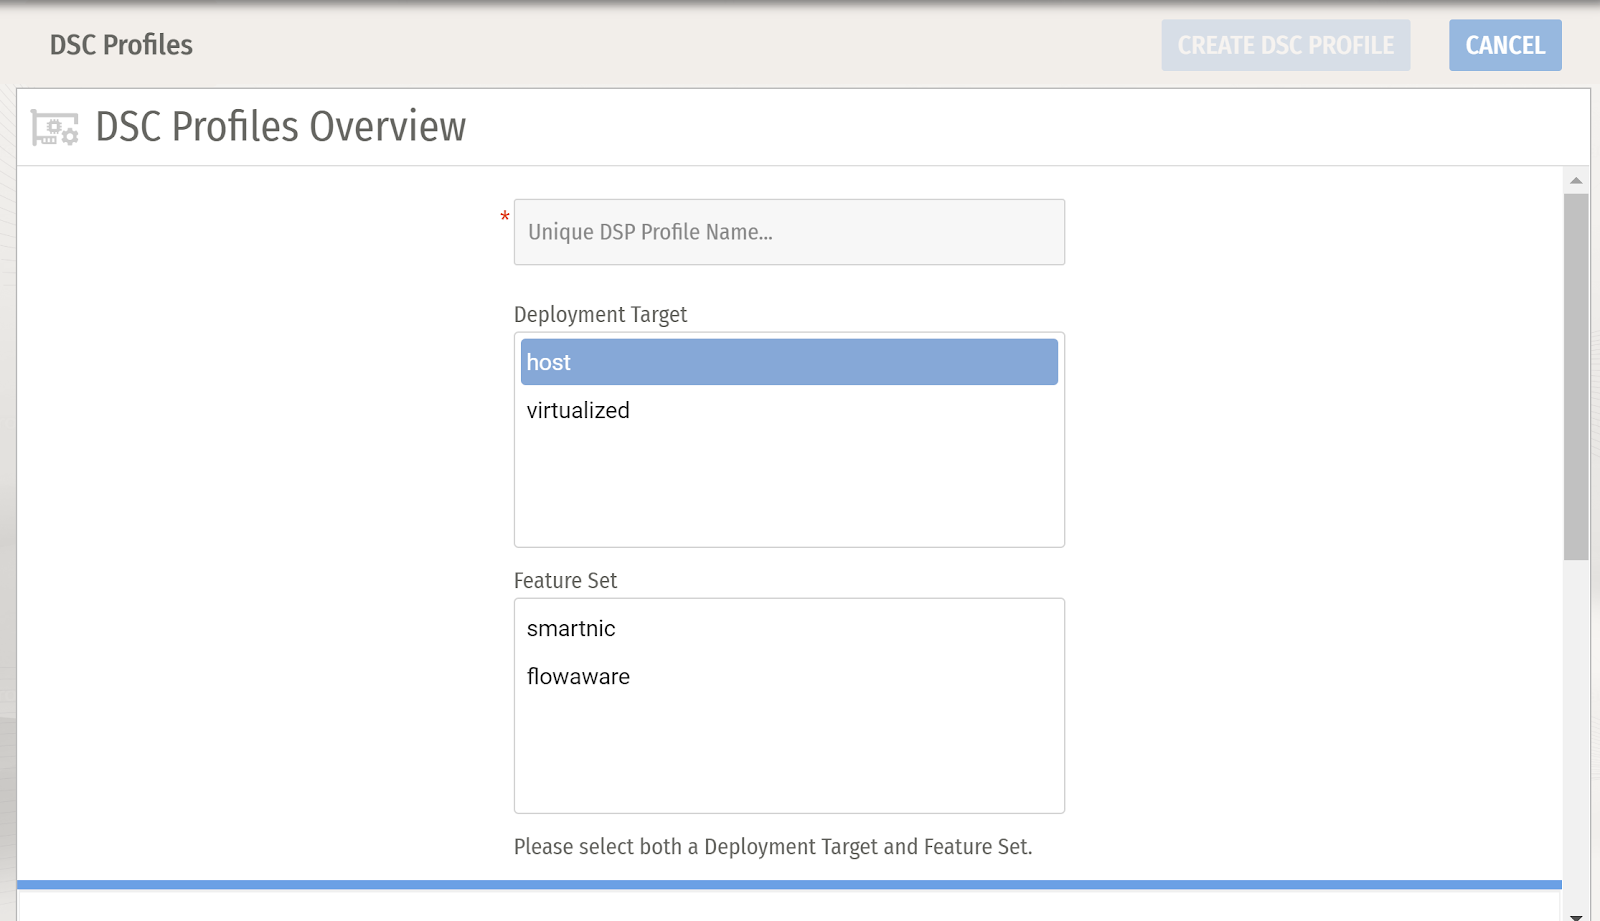 DSC Profiles
CREATE DSC PROFILE
CANCEL
DSC Profiles Overview
*
Unique DSP Profile Name...
Deployment Target
host
virtualized
Feature Set
smartnic
flowaware
Please select both a Deployment Target and Feature Set.